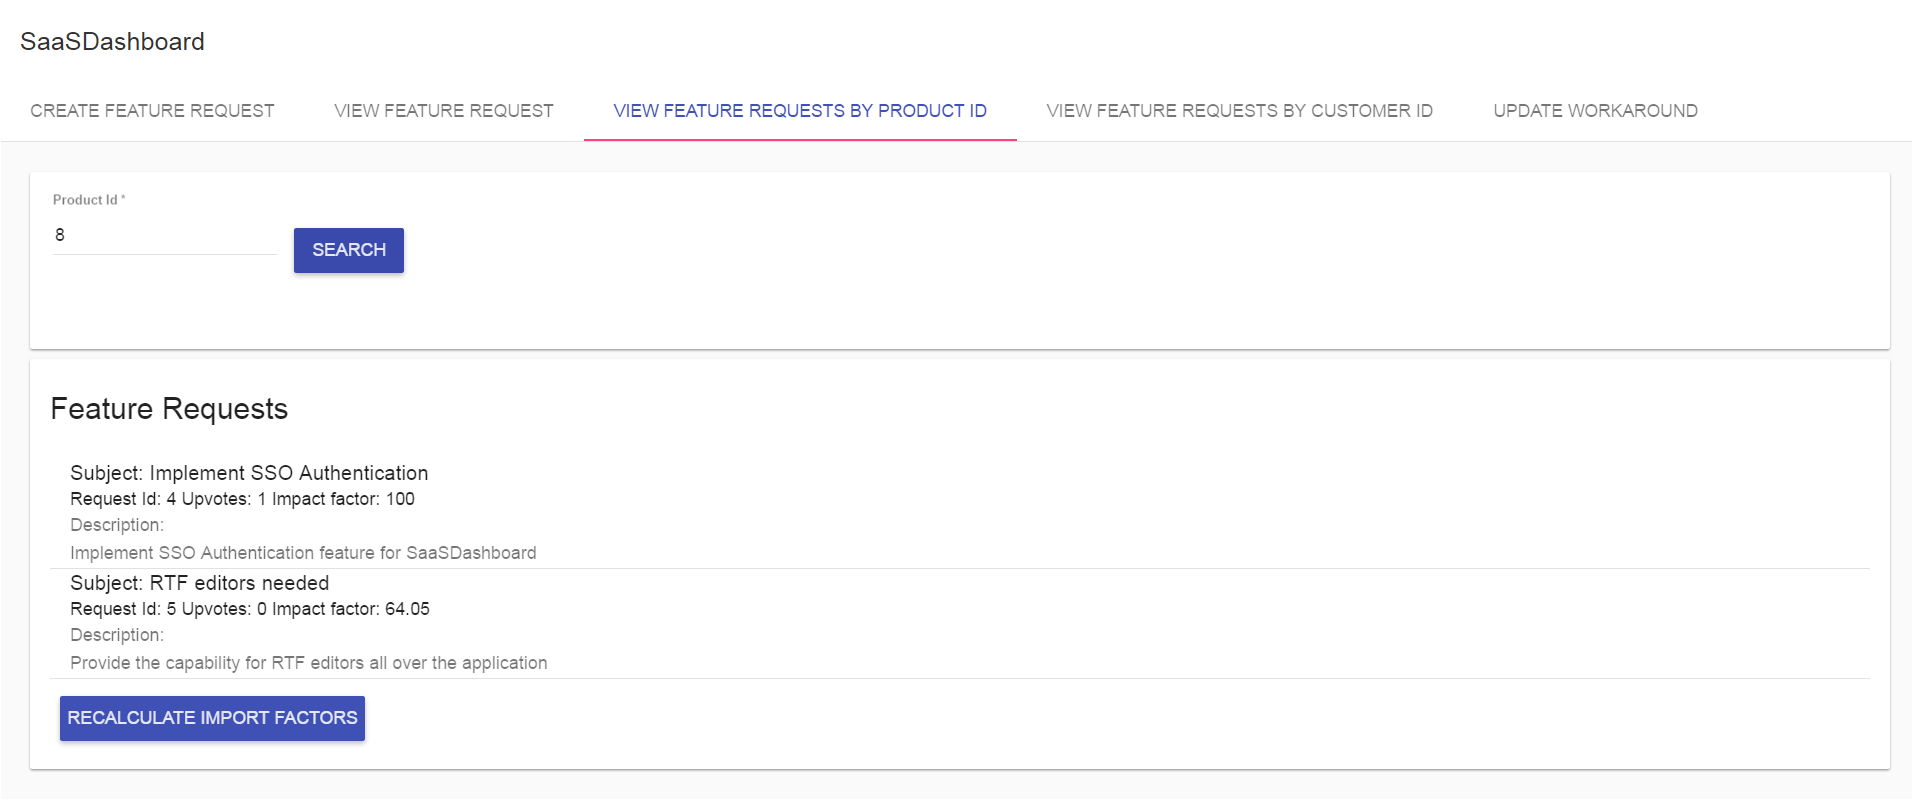 SaaSDashboard
CREATE FEATURE REQUEST VIEW FEATURE REQUEST VIEW FEATURE REQUESTS BY PRODUCT ID VIEW FEATURE REQUESTS BY CUSTOMER ID UPDATE WORKAROUND
Product Id *
8
SEARCH
Feature Requests
Subject: Implement SSO Authentication
Request Id: 4 Upvotes: 1 Impact factor: 100
Description:
Implement SSO Authentication feature for SaaSDashboard
Subject: RTF editors needed
Request Id: 5 Upvotes: 0 Impact factor: 64.05
Description:
Provide the capability for RTF editors all over the application
RECALCULATE IMPORT FACTORS